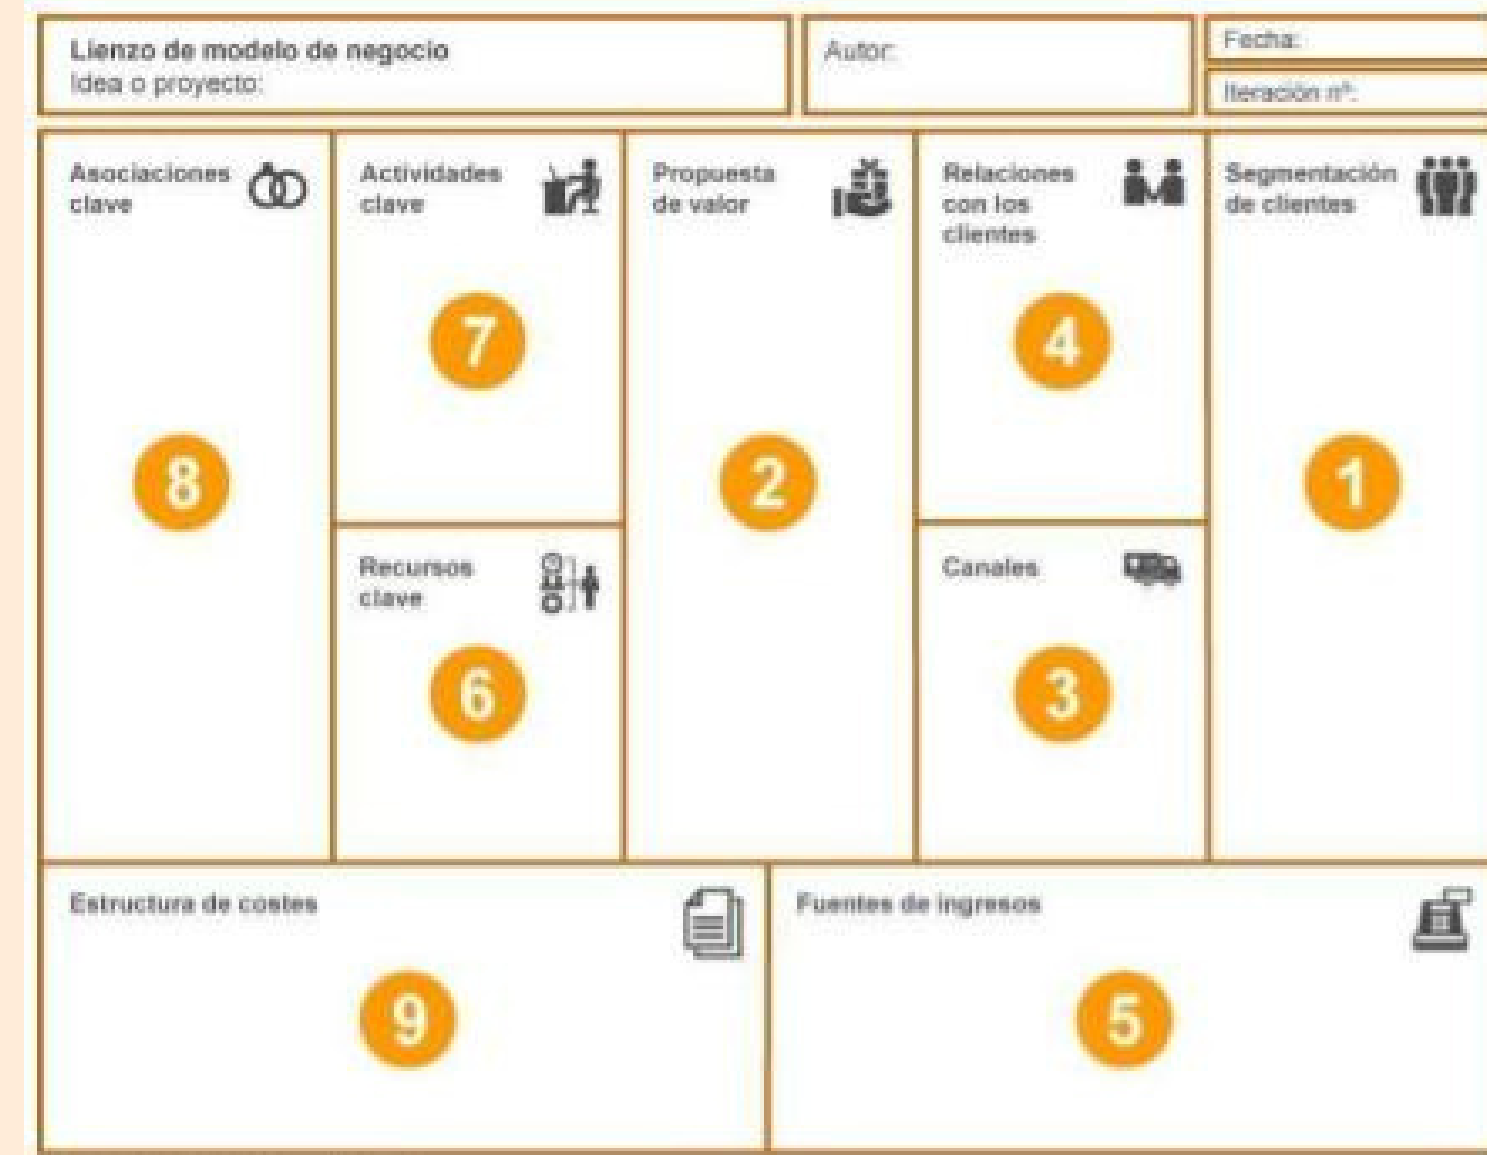 Lienzo de modelo de negocio
Idea o proyecto:
Autor:
Fecha:
Iteración nº:
Asociaciones
clave
8
Actividades
clave
7
Recursos
clave
6
Propuesta
de valor
2
Relaciones
con los
clientes
4
Canales
3
Segmentación
de clientes
1
Estructura de costes
9
Fuentes de ingresos
5